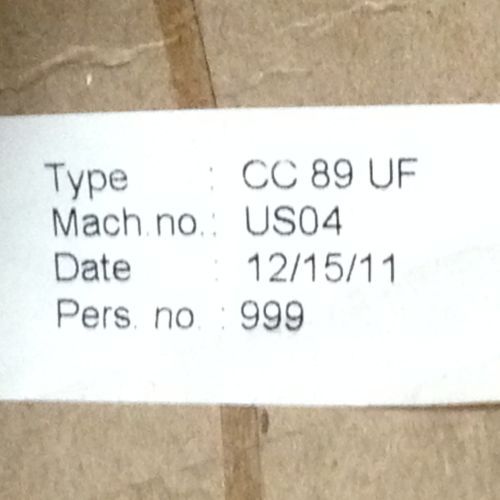 Type : CC 89 UF
Mach.no.: US04
Date : 12/15/11
Pers. no. : 999